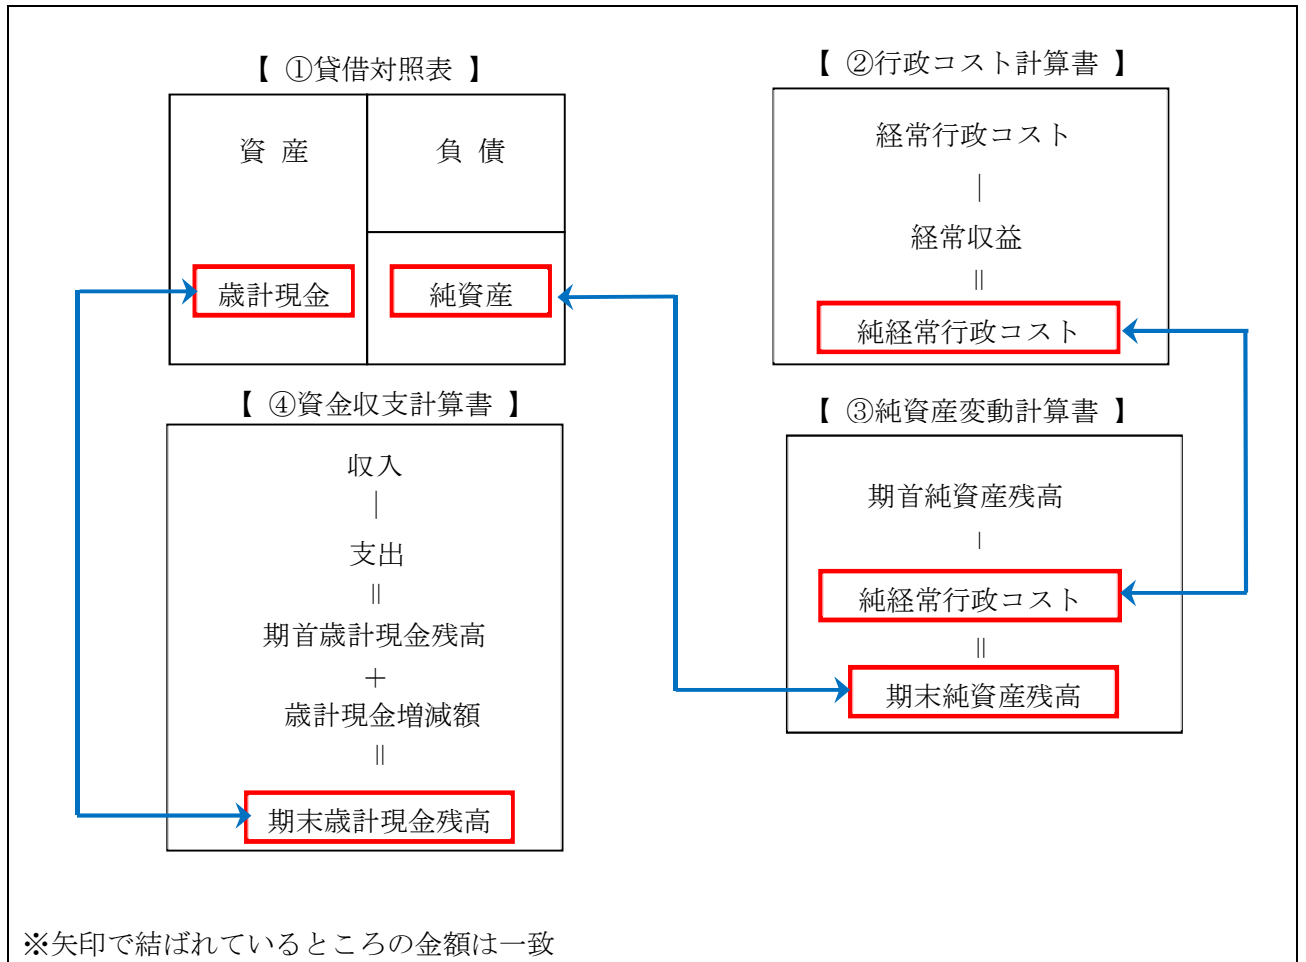 【 ①貸借対照表 】
資 産
負 債
歳計現金
純資産
【 ②行政コスト計算書 】
経常行政コスト
|
経常収益
||
純経常行政コスト
【 ④資金収支計算書 】
収入
|
支出
||
期首歳計現金残高
+
歳計現金増減額
||
期末歳計現金残高
【 ③純資産変動計算書 】
期首純資産残高
|
純経常行政コスト
||
期末純資産残高
※矢印で結ばれているところの金額は一致